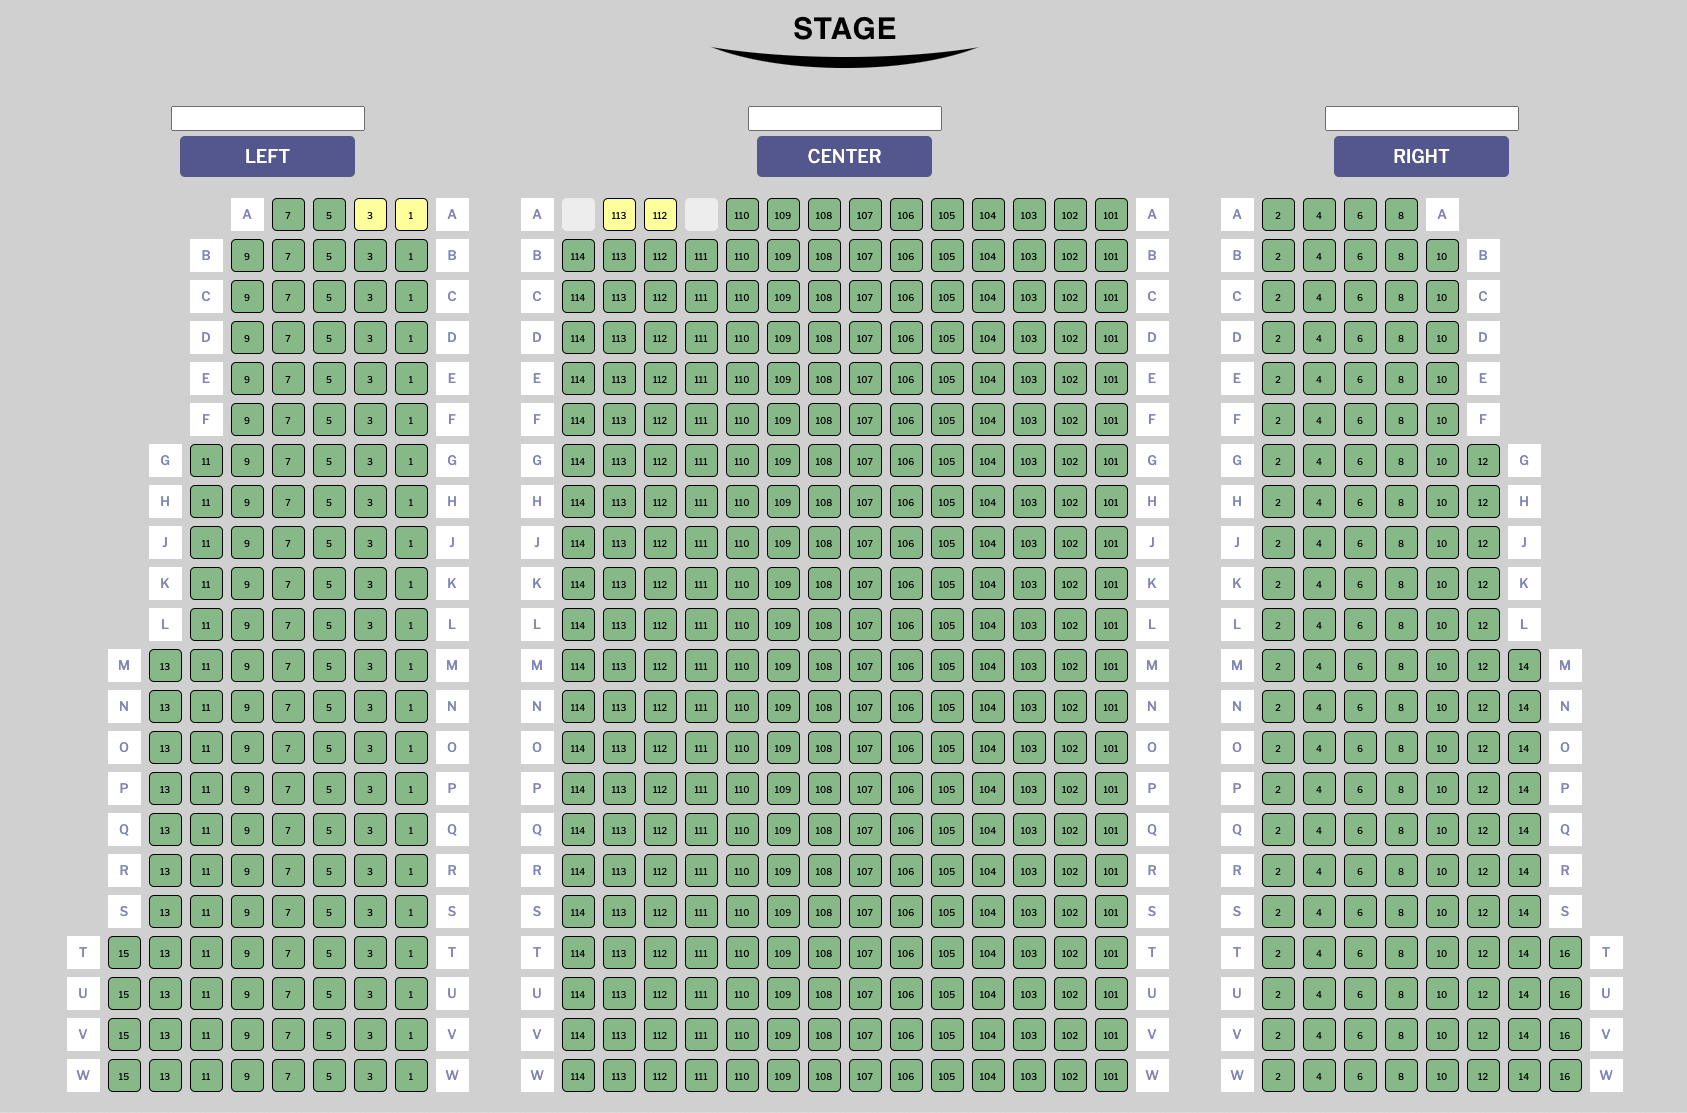 STAGE
LEFT CENTER RIGHT
A 7 5 3 1 A A 113 112 110 109 108 107 106 105 104 103 102 101 A A 2 4 6 8 A
B 9 7 5 3 1 B B 114 113 112 111 110 109 108 107 106 105 104 103 102 101 B B 2 4 6 8 10 B
C 9 7 5 3 1 C C 114 113 112 111 110 109 108 107 106 105 104 103 102 101 C C 2 4 6 8 10 C
D 9 7 5 3 1 D D 114 113 112 111 110 109 108 107 106 105 104 103 102 101 D D 2 4 6 8 10 D
E 9 7 5 3 1 E E 114 113 112 111 110 109 108 107 106 105 104 103 102 101 E E 2 4 6 8 10 E
F 9 7 5 3 1 F F 114 113 112 111 110 109 108 107 106 105 104 103 102 101 F F 2 4 6 8 10 F
G 11 9 7 5 3 1 G G 114 113 112 111 110 109 108 107 106 105 104 103 102 101 G G 2 4 6 8 10 12 G
H 11 9 7 5 3 1 H H 114 113 112 111 110 109 108 107 106 105 104 103 102 101 H H 2 4 6 8 10 12 H
J 11 9 7 5 3 1 J J 114 113 112 111 110 109 108 107 106 105 104 103 102 101 J J 2 4 6 8 10 12 J
K 11 9 7 5 3 1 K K 114 113 112 111 110 109 108 107 106 105 104 103 102 101 K K 2 4 6 8 10 12 K
L 11 9 7 5 3 1 L L 114 113 112 111 110 109 108 107 106 105 104 103 102 101 L L 2 4 6 8 10 12 L
M 13 11 9 7 5 3 1 M M 114 113 112 111 110 109 108 107 106 105 104 103 102 101 M M 2 4 6 8 10 12 14 M
N 13 11 9 7 5 3 1 N N 114 113 112 111 110 109 108 107 106 105 104 103 102 101 N N 2 4 6 8 10 12 14 N
O 13 11 9 7 5 3 1 O O 114 113 112 111 110 109 108 107 106 105 104 103 102 101 O O 2 4 6 8 10 12 14 O
P 13 11 9 7 5 3 1 P P 114 113 112 111 110 109 108 107 106 105 104 103 102 101 P P 2 4 6 8 10 12 14 P
Q 13 11 9 7 5 3 1 Q Q 114 113 112 111 110 109 108 107 106 105 104 103 102 101 Q Q 2 4 6 8 10 12 14 Q
R 13 11 9 7 5 3 1 R R 114 113 112 111 110 109 108 107 106 105 104 103 102 101 R R 2 4 6 8 10 12 14 R
S 13 11 9 7 5 3 1 S S 114 113 112 111 110 109 108 107 106 105 104 103 102 101 S S 2 4 6 8 10 12 14 S
T 15 13 11 9 7 5 3 1 T T 114 113 112 111 110 109 108 107 106 105 104 103 102 101 T T 2 4 6 8 10 12 14 16 T
U 15 13 11 9 7 5 3 1 U U 114 113 112 111 110 109 108 107 106 105 104 103 102 101 U U 2 4 6 8 10 12 14 16 U
V 15 13 11 9 7 5 3 1 V V 114 113 112 111 110 109 108 107 106 105 104 103 102 101 V V 2 4 6 8 10 12 14 16 V
W 15 13 11 9 7 5 3 1 W W 114 113 112 111 110 109 108 107 106 105 104 103 102 101 W W 2 4 6 8 10 12 14 16 W